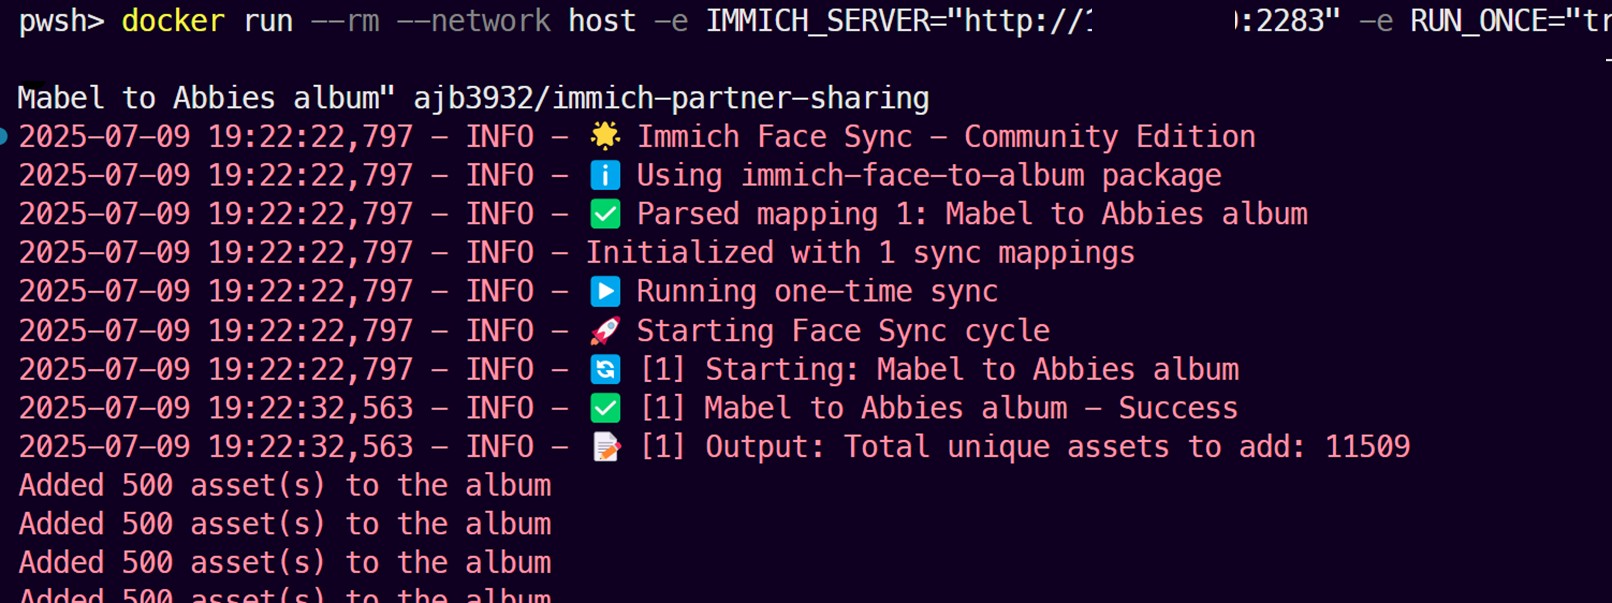 pwsh> docker run --rm --network host -e IMMICH_SERVER="http:// :2283" -e RUN_ONCE="tr
Mabel to Abbies album" ajb3932/immich-partner-sharing
2025-07-09 19:22:22,797 - INFO - 🌟 Immich Face Sync - Community Edition
2025-07-09 19:22:22,797 - INFO - ℹ️ Using immich-face-to-album package
2025-07-09 19:22:22,797 - INFO - ✅ Parsed mapping 1: Mabel to Abbies album
2025-07-09 19:22:22,797 - INFO - Initialized with 1 sync mappings
2025-07-09 19:22:22,797 - INFO - ▶️ Running one-time sync
2025-07-09 19:22:22,797 - INFO - 🚀 Starting Face Sync cycle
2025-07-09 19:22:22,797 - INFO - 🔄 [1] Starting: Mabel to Abbies album
2025-07-09 19:22:32,563 - INFO - ✅ [1] Mabel to Abbies album - Success
2025-07-09 19:22:32,563 - INFO - 📝 [1] Output: Total unique assets to add: 11509
Added 500 asset(s) to the album
Added 500 asset(s) to the album
Added 500 asset(s) to the album
Added 500 asset(s) to the album